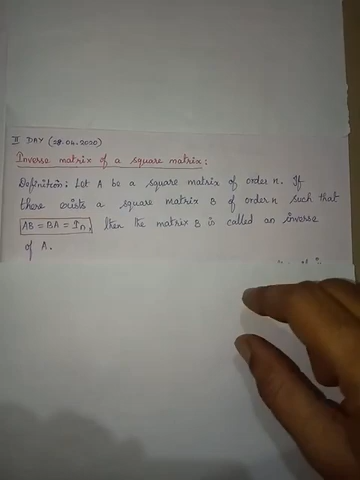 II DAY (28.04.2020)
Inverse matrix of a square matrix:
Definition: Let A be a square matrix of order n. If
there exists a square matrix B of order n such that
AB = BA = In, then the matrix B is called an inverse
of A.